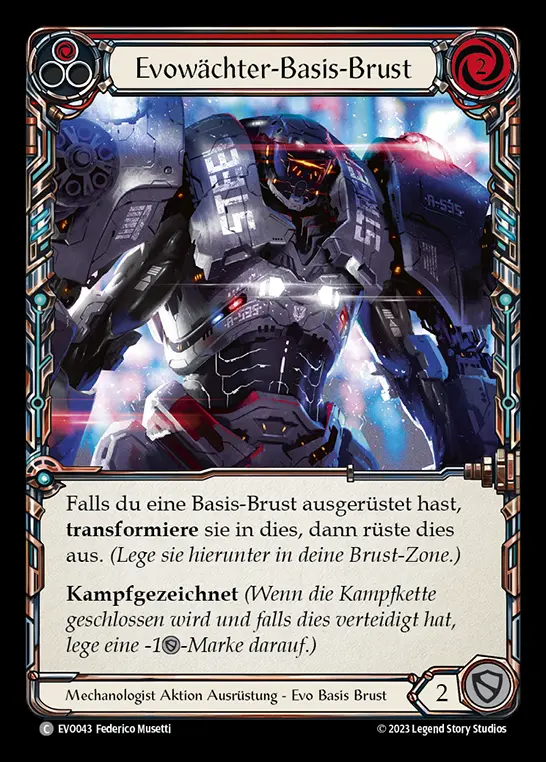 Evowächter-Basis-Brust
2
A-S3S
A-S3S
Falls du eine Basis-Brust ausgerüstet hast,
transformiere sie in dies, dann rüste dies
aus. (Lege sie hierunter in deine Brust-Zone.)
Kampfgezeichnet (Wenn die Kampfkette
geschlossen wird und falls dies verteidigt hat,
lege eine -1-Marke darauf.)
Mechanologist Aktion Ausrüstung - Evo Basis Brust
2
C EVO043 Federico Musetti
© 2023 Legend Story Studios